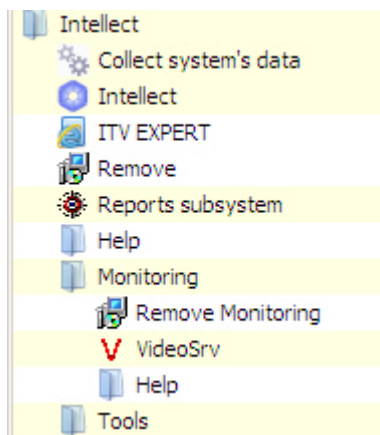 Intellect
Collect system's data
Intellect
ITV EXPERT
Remove
Reports subsystem
Help
Monitoring
Remove Monitoring
VideoSrv
Help
Tools